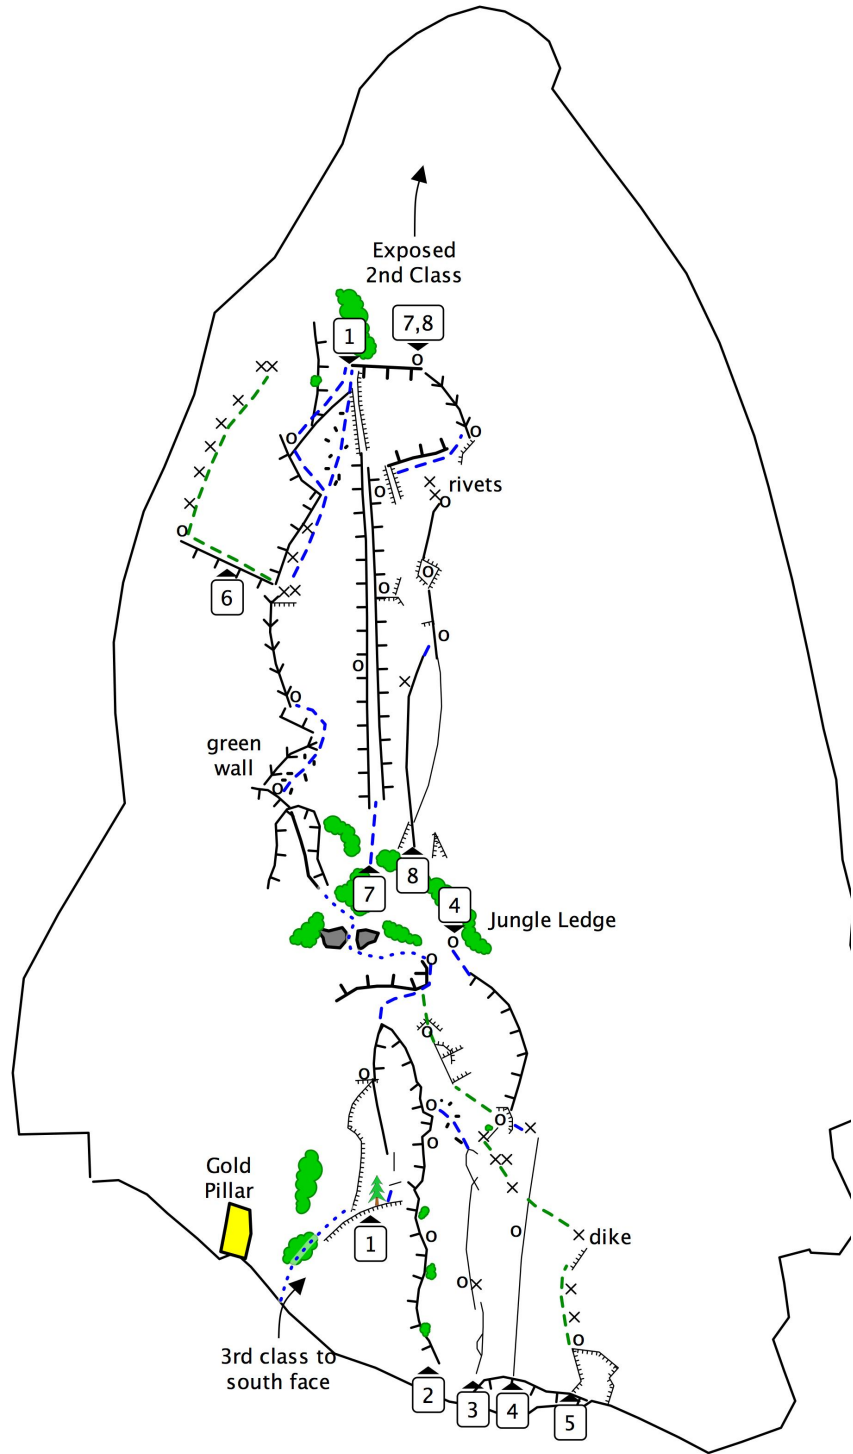 Exposed
2nd Class
1
7,8
rivets
6
green
wall
7
8
4
Jungle Ledge
Gold
Pillar
1
dike
3rd class to
south face
2
3
4
5